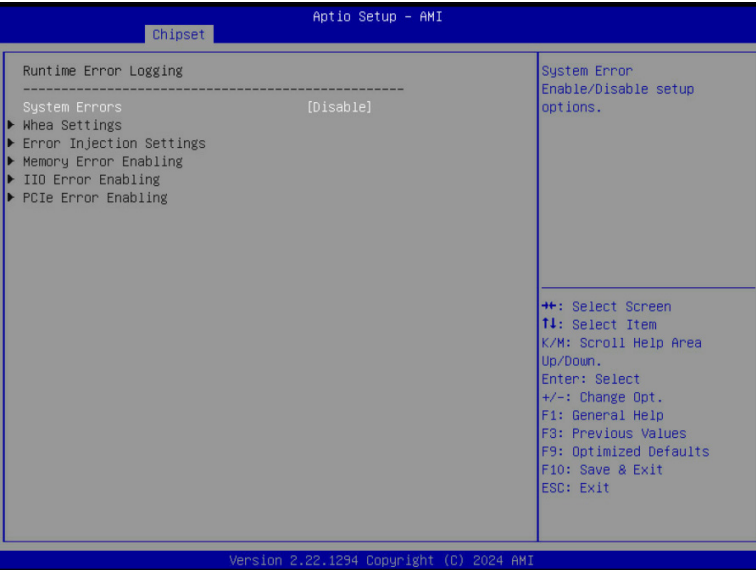 Aptio Setup - AMI
Chipset
Runtime Error Logging
----------------------------------------------------
System Errors [Disable]
▶ Whea Settings
▶ Error Injection Settings
▶ Memory Error Enabling
▶ IIO Error Enabling
▶ PCIe Error Enabling
System Error
Enable/Disable setup
options.
→←: Select Screen
↑↓: Select Item
K/M: Scroll Help Area
Up/Down.
Enter: Select
+/-: Change Opt.
F1: General Help
F3: Previous Values
F9: Optimized Defaults
F10: Save & Exit
ESC: Exit
Version 2.22.1294 Copyright (C) 2024 AMI